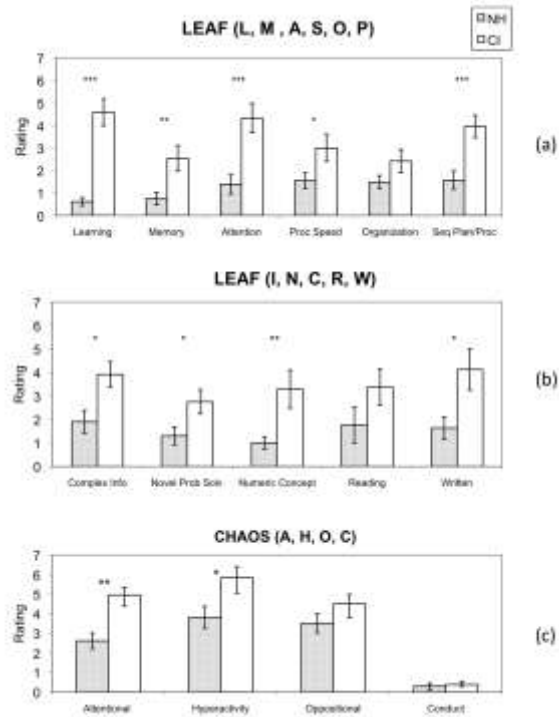 LEAF (L, M , A, S, O, P)
NH
CI
Rating
7
6
5
4
3
2
1
0
***
**
***
*
***
Learning
Memory
Attention
Proc Speed
Organization
Seq Plan/Proc
(a)
LEAF (I, N, C, R, W)
Rating
7
6
5
4
3
2
1
0
*
*
**
*
Complex Info
Novel Prob Soln
Numeric Concept
Reading
Written
(b)
CHAOS (A, H, O, C)
Rating
7
6
5
4
3
2
1
0
**
*
Attentional
Hyperactivity
Oppositional
Conduct
(c)